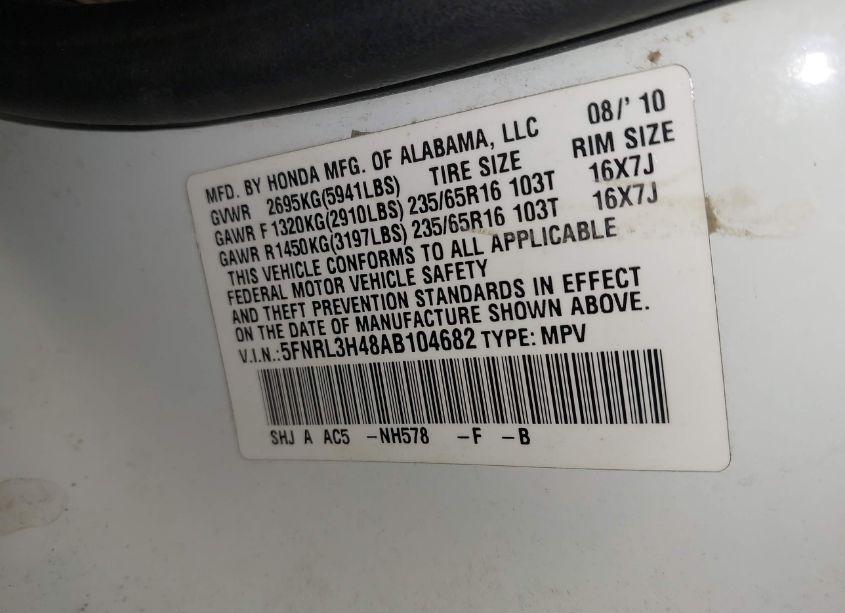 MFD. BY HONDA MFG. OF ALABAMA, LLC 08/' 10
GVWR 2695KG(5941LBS) TIRE SIZE RIM SIZE
GAWR F 1320KG(2910LBS) 235/65R16 103T 16X7J
GAWR R1450KG(3197LBS) 235/65R16 103T 16X7J
THIS VEHICLE CONFORMS TO ALL APPLICABLE
FEDERAL MOTOR VEHICLE SAFETY
AND THEFT PREVENTION STANDARDS IN EFFECT
ON THE DATE OF MANUFACTURE SHOWN ABOVE.
V.I.N.:5FNRL3H48AB104682 TYPE: MPV
SHJ A AC5 -NH578 -F -B